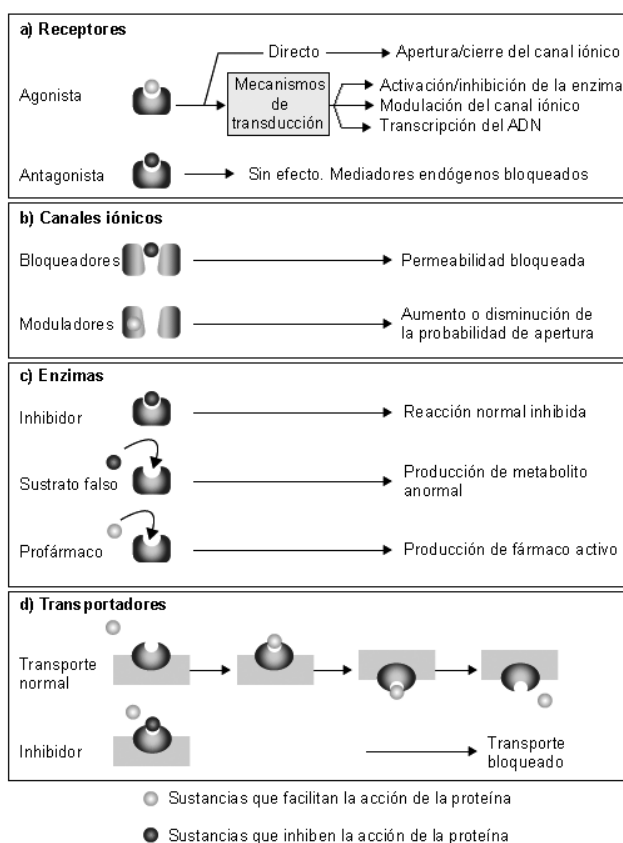 a) Receptores
Directo
Apertura/cierre del canal iónico
Agonista
Mecanismos
de
transducción
Activación/inhibición de la enzima
Modulación del canal iónico
Transcripción del ADN
Antagonista
Sin efecto. Mediadores endógenos bloqueados
b) Canales iónicos
Bloqueadores
Permeabilidad bloqueada
Moduladores
Aumento o disminución de
la probabilidad de apertura
c) Enzimas
Inhibidor
Reacción normal inhibida
Sustrato falso
Producción de metabolito
anormal
Profármaco
Producción de fármaco activo
d) Transportadores
Transporte
normal
Inhibidor
Transporte
bloqueado
Sustancias que facilitan la acción de la proteína
Sustancias que inhiben la acción de la proteína